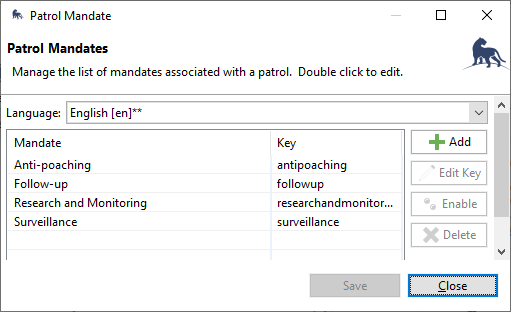 Patrol Mandate
Patrol Mandates
Manage the list of mandates associated with a patrol. Double click to edit.
Language: English [en]**
Mandate Key
Anti-poaching antipoaching
Follow-up followup
Research and Monitoring researchandmonitor...
Surveillance surveillance
Add
Edit Key
Enable
Delete
Save Close